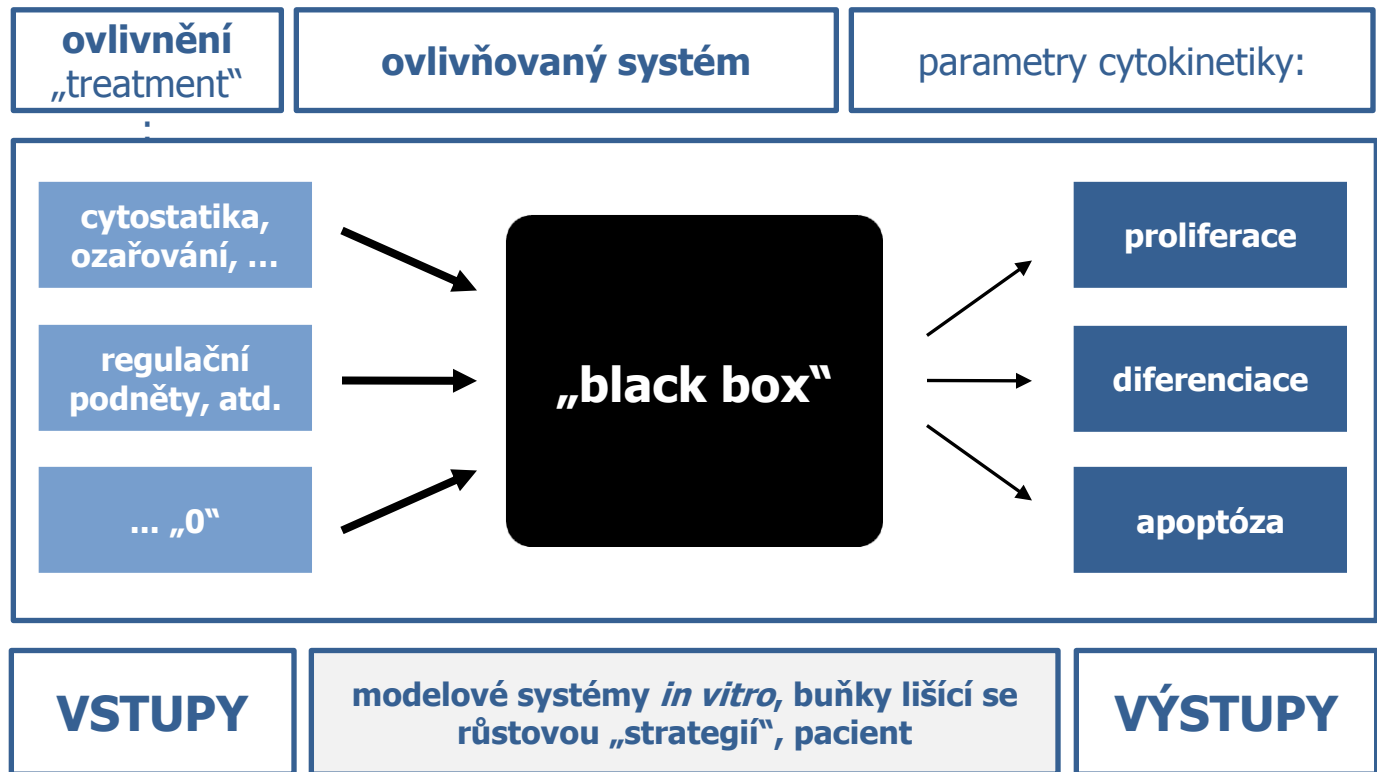 ovlivnění
„treatment“
:
ovlivňovaný systém
parametry cytokinetiky:
cytostatika,
ozařování, ...
regulační
podněty, atd.
... „0“
„black box“
proliferace
diferenciace
apoptóza
VSTUPY
modelové systémy in vitro, buňky lišící se
růstovou „strategií“, pacient
VÝSTUPY